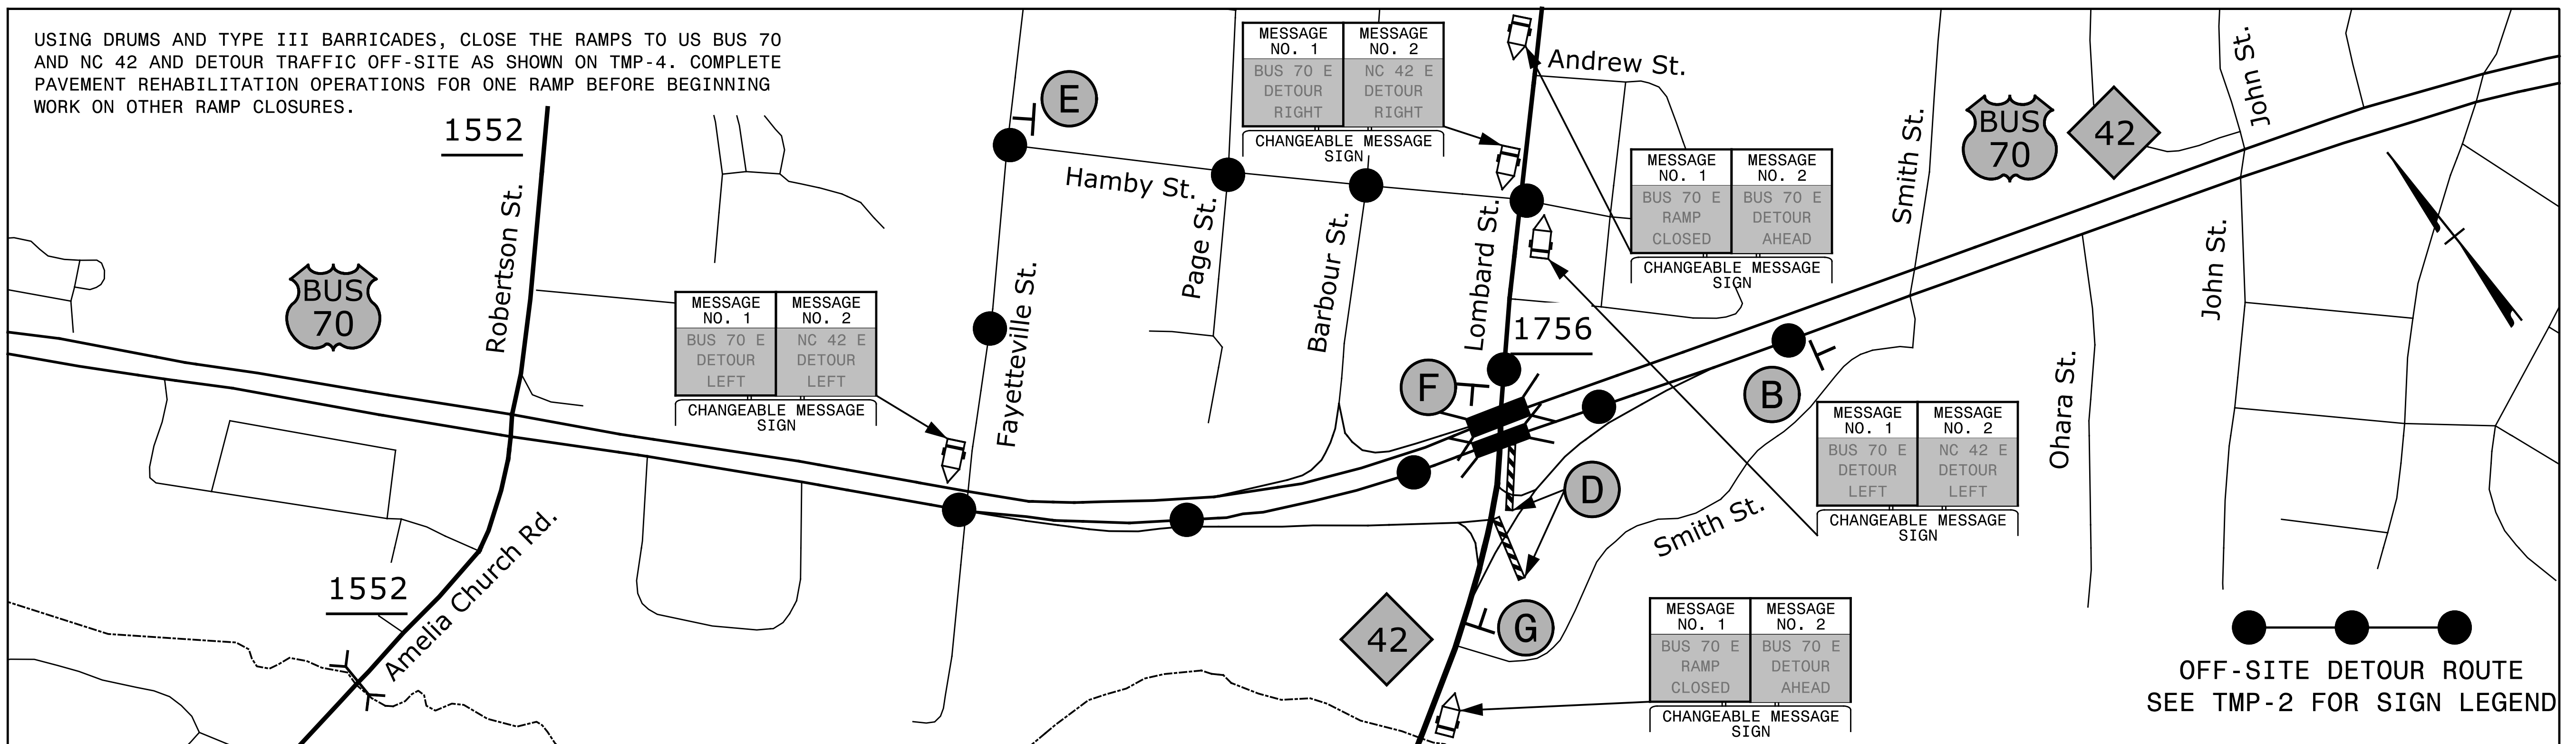 USING DRUMS AND TYPE III BARRICADES, CLOSE THE RAMPS TO US BUS 70
AND NC 42 AND DETOUR TRAFFIC OFF-SITE AS SHOWN ON TMP-4. COMPLETE
PAVEMENT REHABILITATION OPERATIONS FOR ONE RAMP BEFORE BEGINNING
WORK ON OTHER RAMP CLOSURES.
1552
Robertson St.
BUS
70
1552
Amelia Church Rd.
MESSAGE NO. 1
MESSAGE NO. 2
BUS 70 E
DETOUR
LEFT
NC 42 E
DETOUR
LEFT
CHANGEABLE MESSAGE
SIGN
E
Hamby St.
Fayetteville St.
Page St.
Barbour St.
MESSAGE NO. 1
MESSAGE NO. 2
BUS 70 E
DETOUR
RIGHT
NC 42 E
DETOUR
RIGHT
CHANGEABLE MESSAGE
SIGN
Lombard St.
Andrew St.
1756
MESSAGE NO. 1
MESSAGE NO. 2
BUS 70 E
RAMP
CLOSED
BUS 70 E
DETOUR
AHEAD
CHANGEABLE MESSAGE
SIGN
F
B
D
G
42
Smith St.
Smith St.
BUS
70
42
John St.
John St.
Ohara St.
MESSAGE NO. 1
MESSAGE NO. 2
BUS 70 E
DETOUR
LEFT
NC 42 E
DETOUR
LEFT
CHANGEABLE MESSAGE
SIGN
MESSAGE NO. 1
MESSAGE NO. 2
BUS 70 E
RAMP
CLOSED
BUS 70 E
DETOUR
AHEAD
CHANGEABLE MESSAGE
SIGN
OFF-SITE DETOUR ROUTE
SEE TMP-2 FOR SIGN LEGEND